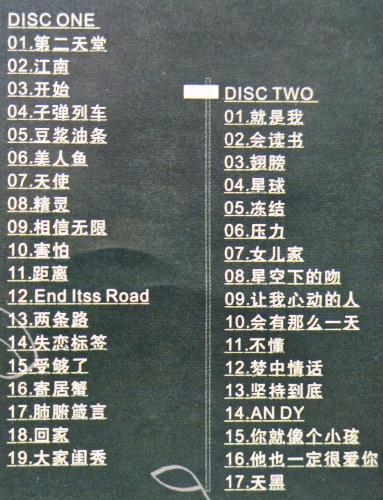 DISC ONE
01.第二天堂
02.江南
03.开始
04.子弹列车
05.豆浆油条
06.美人鱼
07.天使
08.精灵
09.相信无限
10.害怕
11.距离
12.End Itss Road
13.两条路
14.失恋标签
15.受够了
16.寄居蟹
17.肺腑箴言
18.回家
19.大家闺秀
DISC TWO
01.就是我
02.会读书
03.翅膀
04.星球
05.冻结
06.压力
07.女儿家
08.星空下的吻
09.让我心动的人
10.会有那么一天
11.不懂
12.梦中情话
13.坚持到底
14.AN DY
15.你就像个小孩
16.他也一定很爱你
17.天黑